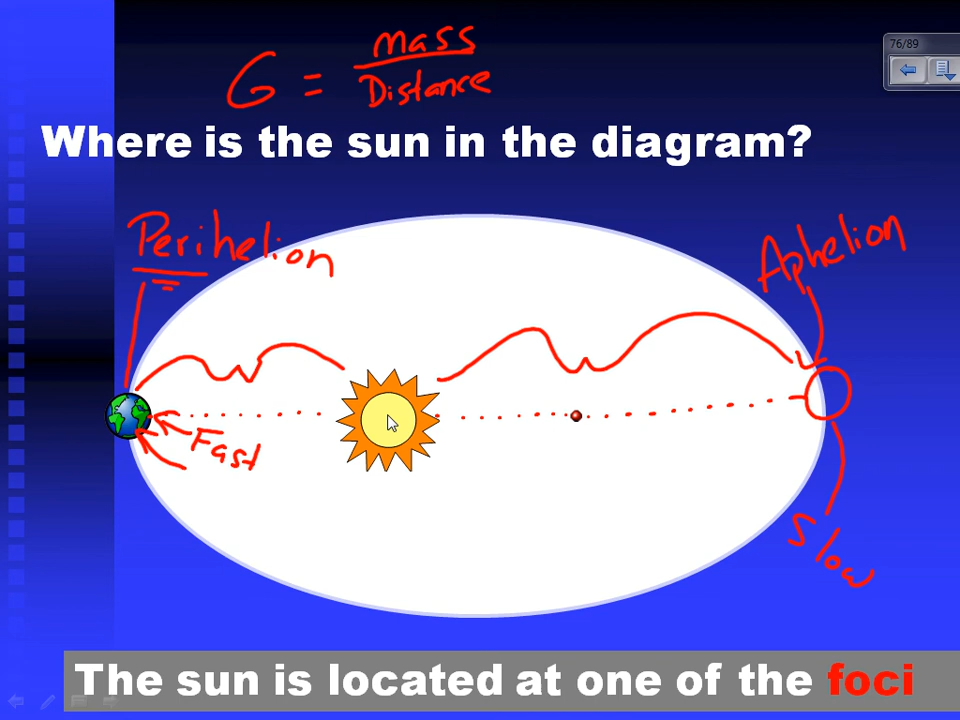 76/89
G = Mass
Distance
Where is the sun in the diagram?
Perihelion
Aphelion
Fast
Slow
The sun is located at one of the foci